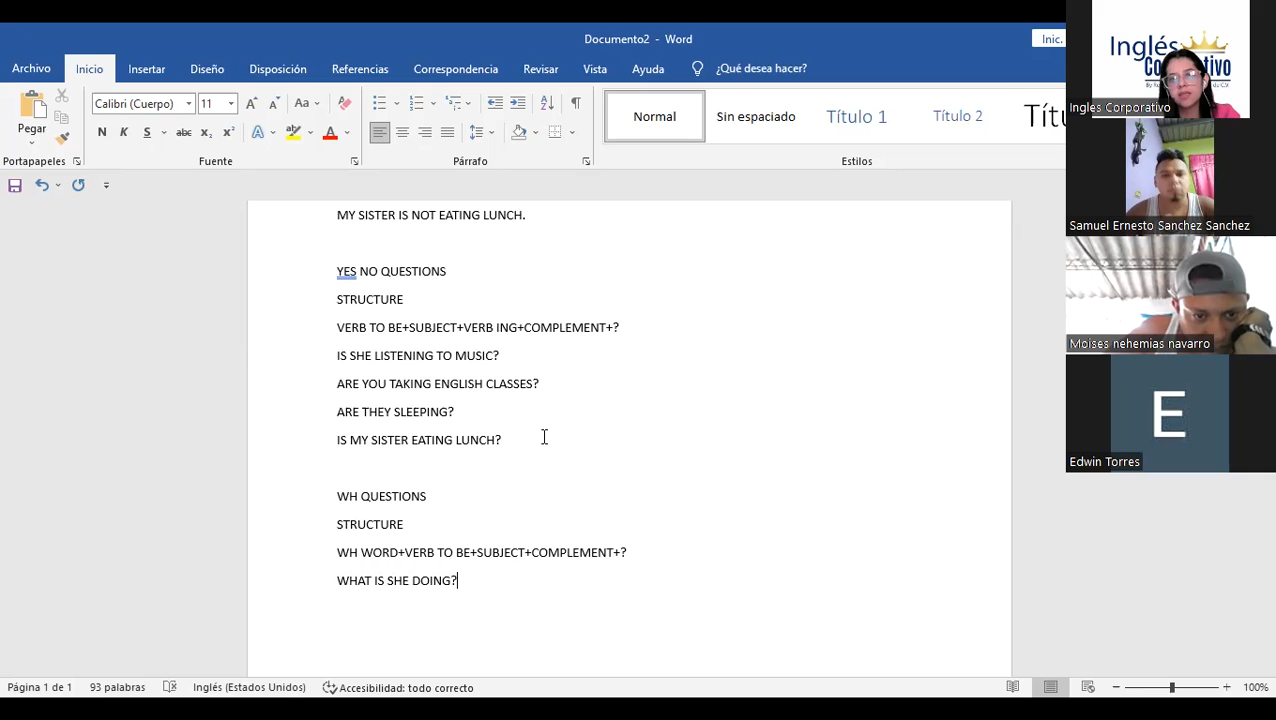 Documento2 - Word
Inic.
Archivo
Inicio
Insertar
Diseño
Disposición
Referencias
Correspondencia
Revisar
Vista
Ayuda
¿Qué desea hacer?
Pegar
Calibri (Cuerpo)
11
Normal
Sin espaciado
Título 1
Título 2
Títu
Portapapeles
Fuente
Párrafo
Estilos
MY SISTER IS NOT EATING LUNCH.
YES NO QUESTIONS
STRUCTURE
VERB TO BE+SUBJECT+VERB ING+COMPLEMENT+?
IS SHE LISTENING TO MUSIC?
ARE YOU TAKING ENGLISH CLASSES?
ARE THEY SLEEPING?
IS MY SISTER EATING LUNCH?
WH QUESTIONS
STRUCTURE
WH WORD+VERB TO BE+SUBJECT+COMPLEMENT+?
WHAT IS SHE DOING?
Página 1 de 1
93 palabras
Inglés (Estados Unidos)
Accesibilidad: todo correcto
100%
Inglés
Corporativo
Ingles Corporativo
Samuel Ernesto Sanchez Sanchez
Moises nehemias navarro
E
Edwin Torres